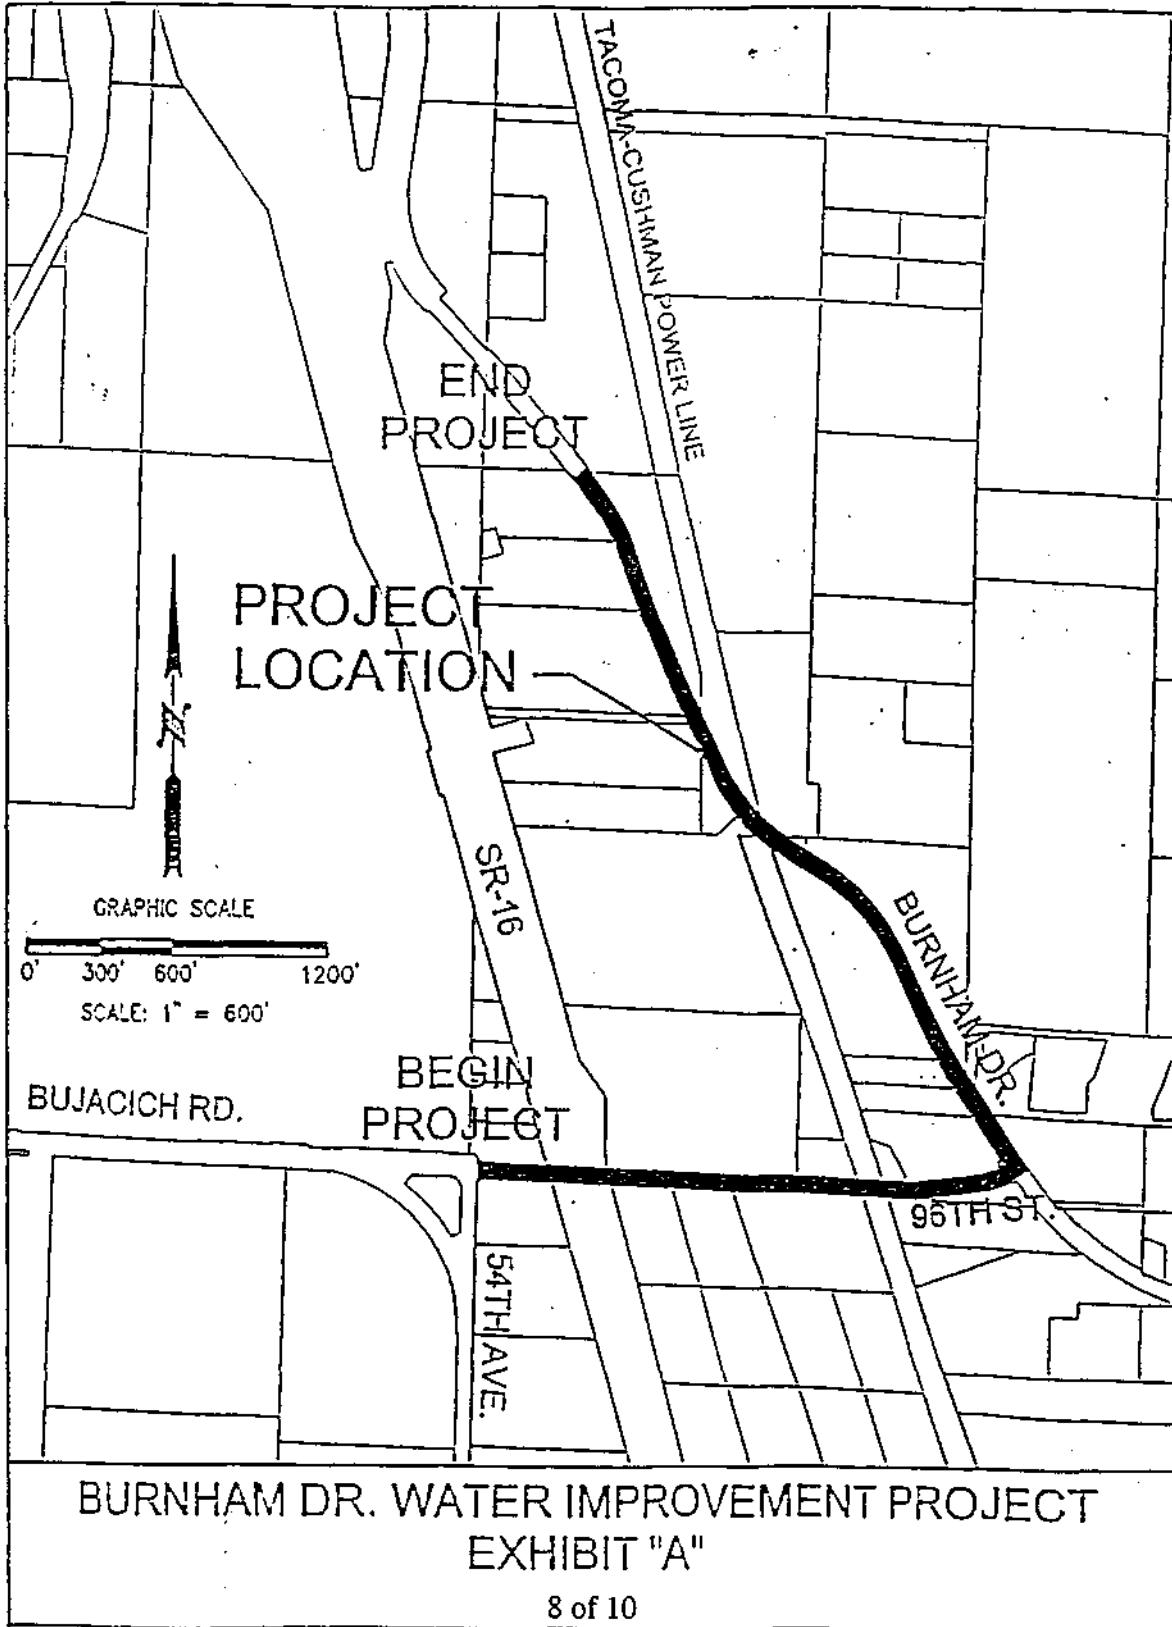 TACOMA-CUSHMAN POWER LINE
END
PROJECT
PROJECT
LOCATION
N
SR-16
GRAPHIC SCALE
0' 300' 600' 1200'
SCALE: 1" = 600'
BURNHAM DR.
BEGIN
PROJECT
BUJACICH RD.
96TH ST.
54TH AVE.
BURNHAM DR. WATER IMPROVEMENT PROJECT
EXHIBIT "A"
8 of 10